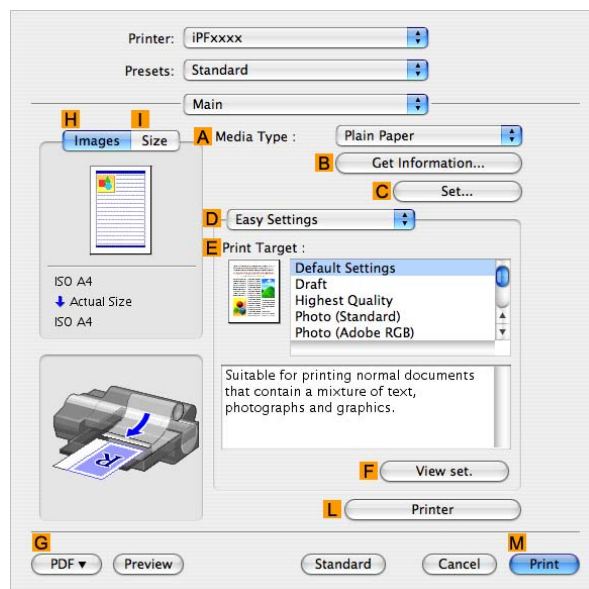 Printer: iPFxxxx
Presets: Standard
Main
H I
Images Size
A Media Type : Plain Paper
B Get Information...
C Set...
D Easy Settings
E Print Target :
Default Settings
Draft
Highest Quality
Photo (Standard)
Photo (Adobe RGB)
ISO A4
Actual Size
ISO A4
Suitable for printing normal documents
that contain a mixture of text,
photographs and graphics.
R
F View set.
L Printer
G M
PDF ▼ Preview Standard Cancel Print